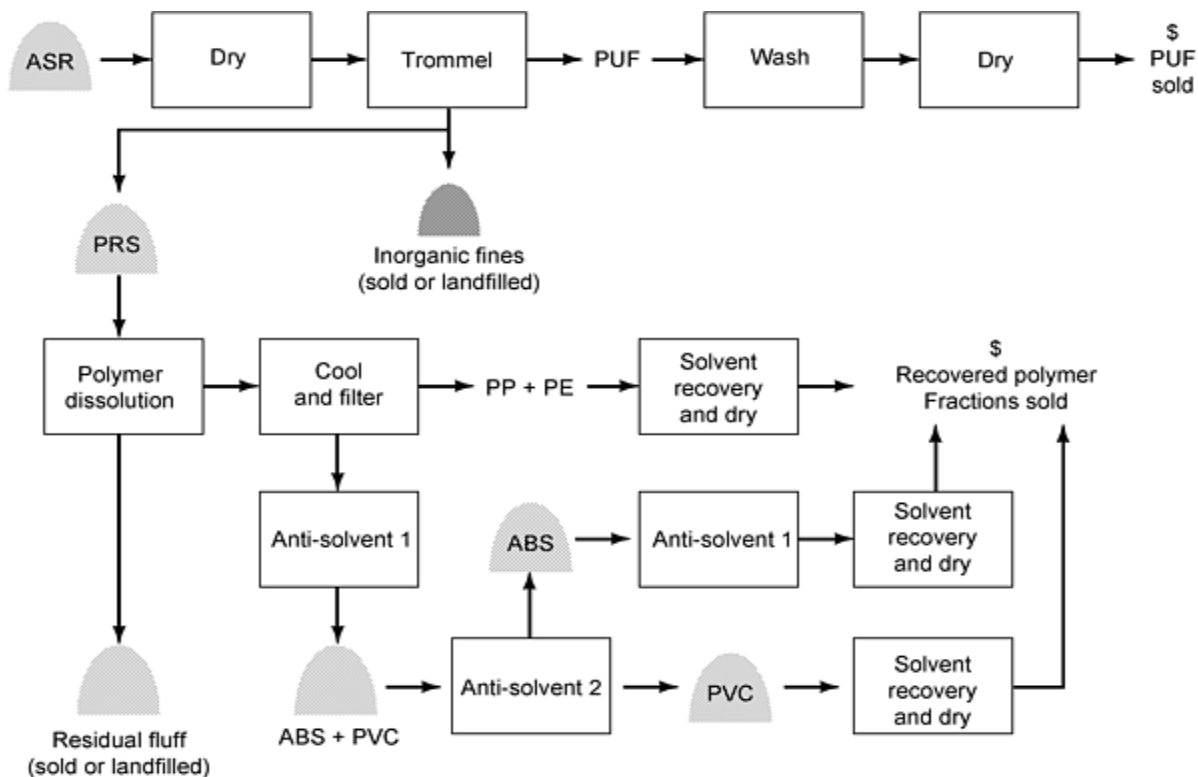 ASR
Dry
Trommel
PUF
Wash
Dry
$
PUF
sold
PRS
Inorganic fines
(sold or landfilled)
Polymer
dissolution
Cool
and filter
PP + PE
Solvent
recovery
and dry
$
Recovered polymer
Fractions sold
Anti-solvent 1
ABS
Anti-solvent 1
Solvent
recovery
and dry
Residual fluff
(sold or landfilled)
ABS + PVC
Anti-solvent 2
PVC
Solvent
recovery
and dry